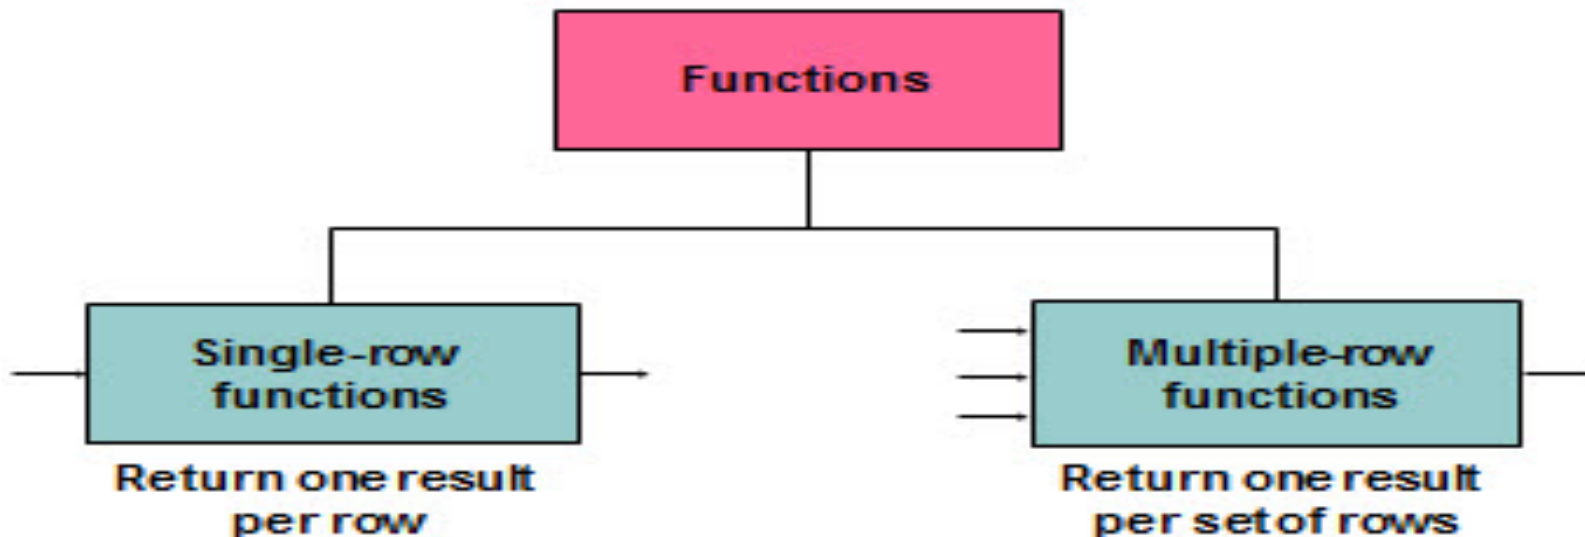 Functions
Single-row
functions
Multiple-row
functions
Return one result
per row
Return one result
per set of rows